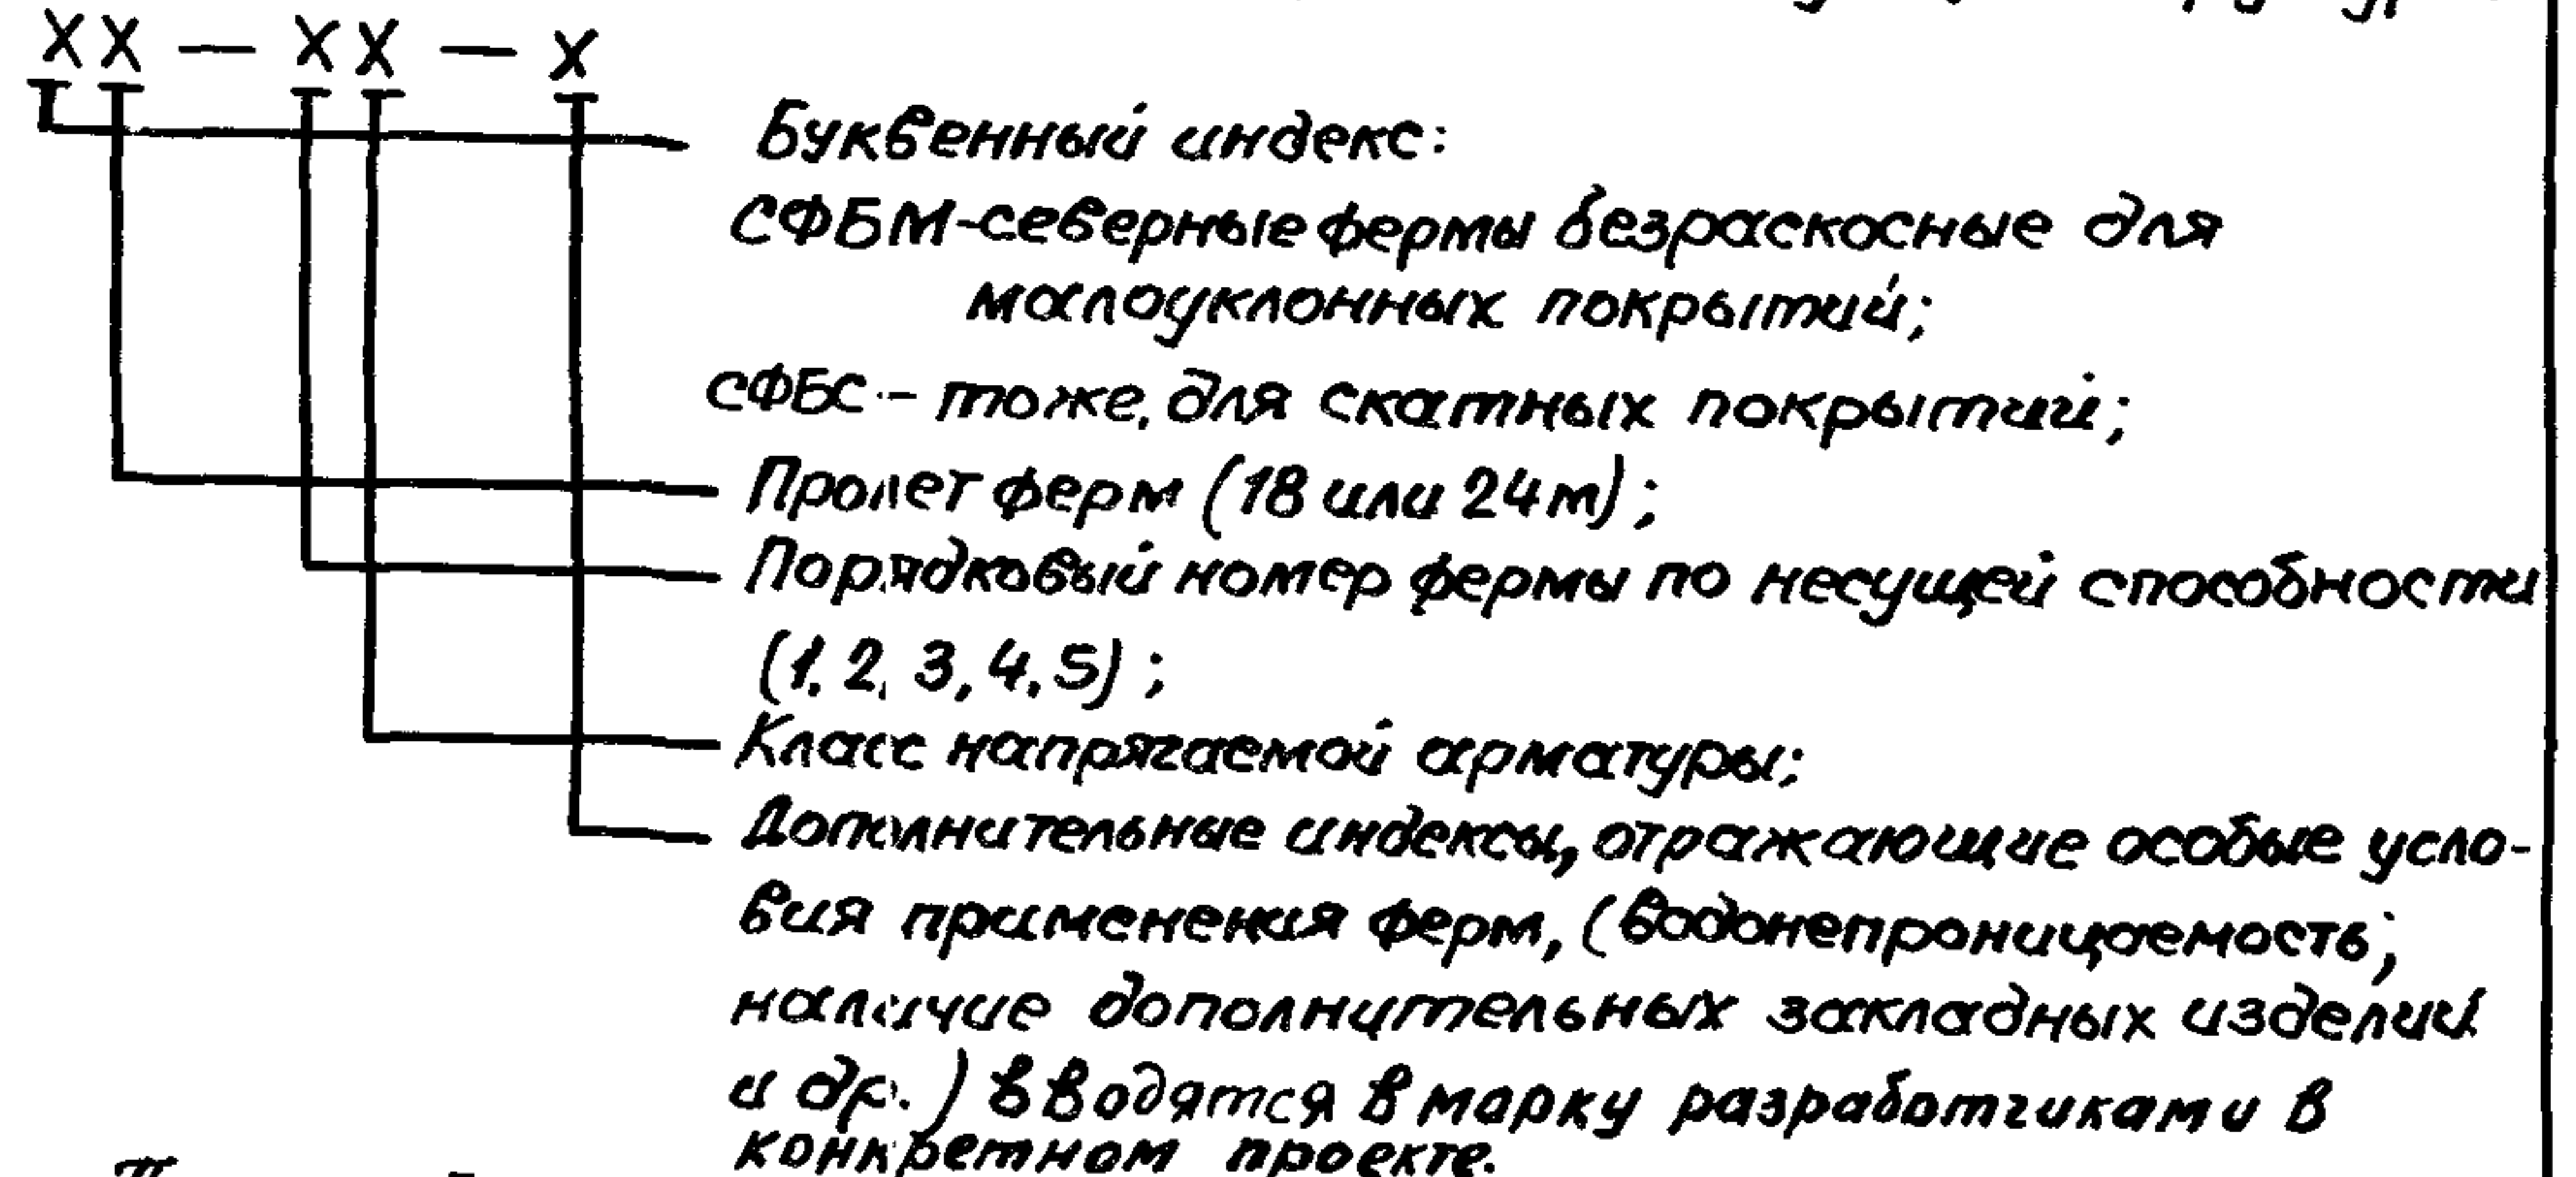 ХХ — ХХ — Х
Буквенный индекс:
СФБМ-северные фермы безраскосные для
малоуклонных покрытий;
СФБС - тоже, для скатных покрытий;
Пролет ферм (18 или 24м);
Порядковый номер фермы по несущей способности
(1, 2, 3, 4, 5);
Класс напрягаемой арматуры;
Дополнительные индексы, отражающие особые усло-
вия применения ферм, (водонепроницаемость,
наличие дополнительных закладных изделий
и др.) вводятся в марку разработчиками в
конкретном проекте.